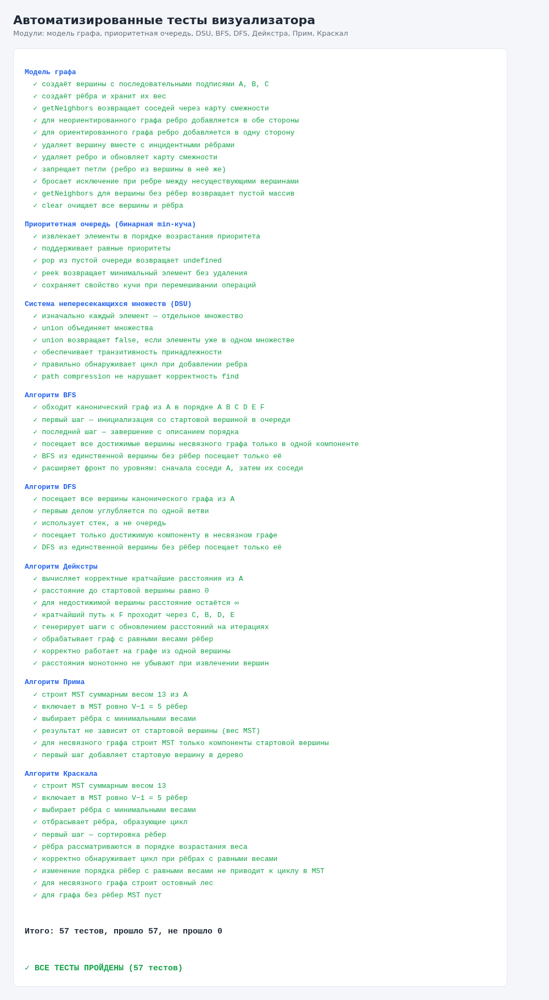 Автоматизированные тесты визуализатора
Модули: модель графа, приоритетная очередь, DSU, BFS, DFS, Дейкстра, Прим, Краскал
Модель графа
✓ создаёт вершины с последовательными подписями A, B, C
✓ создаёт рёбра и хранит их вес
✓ getNeighbors возвращает соседей через карту смежности
✓ для неориентированного графа ребро добавляется в обе стороны
✓ для ориентированного графа ребро добавляется в одну сторону
✓ удаляет вершину вместе с инцидентными рёбрами
✓ удаляет ребро и обновляет карту смежности
✓ запрещает петли (ребро из вершины в неё же)
✓ бросает исключение при ребре между несуществующими вершинами
✓ getNeighbors для вершины без рёбер возвращает пустой массив
✓ clear очищает все вершины и рёбра
Приоритетная очередь (бинарная min-куча)
✓ извлекает элементы в порядке возрастания приоритета
✓ поддерживает равные приоритеты
✓ pop из пустой очереди возвращает undefined
✓ peek возвращает минимальный элемент без удаления
✓ сохраняет свойство кучи при перемешивании операций
Система непересекающихся множеств (DSU)
✓ изначально каждый элемент — отдельное множество
✓ union объединяет множества
✓ union возвращает false, если элементы уже в одном множестве
✓ обеспечивает транзитивность принадлежности
✓ правильно обнаруживает цикл при добавлении ребра
✓ path compression не нарушает корректность find
Алгоритм BFS
✓ обходит канонический граф из A в порядке A B C D E F
✓ первый шаг — инициализация со стартовой вершиной в очереди
✓ последний шаг — завершение с описанием порядка
✓ посещает все достижимые вершины несвязного графа только в одной компоненте
✓ BFS из единственной вершины без рёбер посещает только её
✓ расширяет фронт по уровням: сначала соседи A, затем их соседи
Алгоритм DFS
✓ посещает все вершины канонического графа из A
✓ первым делом углубляется по одной ветви
✓ использует стек, а не очередь
✓ посещает только достижимую компоненту в несвязном графе
✓ DFS из единственной вершины без рёбер посещает только её
Алгоритм Дейкстры
✓ вычисляет корректные кратчайшие расстояния из A
✓ расстояние до стартовой вершины равно 0
✓ для недостижимой вершины расстояние остаётся ∞
✓ кратчайший путь к F проходит через C, B, D, E
✓ генерирует шаги с обновлением расстояний на итерациях
✓ обрабатывает граф с равными весами рёбер
✓ корректно работает на графе из одной вершины
✓ расстояния монотонно не убывают при извлечении вершин
Алгоритм Прима
✓ строит MST суммарным весом 13 из A
✓ включает в MST ровно V−1 = 5 рёбер
✓ выбирает рёбра с минимальными весами
✓ результат не зависит от стартовой вершины (вес MST)
✓ для несвязного графа строит MST только компоненты стартовой вершины
✓ первый шаг добавляет стартовую вершину в дерево
Алгоритм Краскала
✓ строит MST суммарным весом 13
✓ включает в MST ровно V−1 = 5 рёбер
✓ выбирает рёбра с минимальными весами
✓ отбрасывает рёбра, образующие цикл
✓ первый шаг — сортировка рёбер
✓ рёбра рассматриваются в порядке возрастания веса
✓ корректно обнаруживает цикл при рёбрах с равными весами
✓ изменение порядка рёбер с равными весами не приводит к циклу в MST
✓ для несвязного графа строит остовный лес
✓ для графа без рёбер MST пуст
Итого: 57 тестов, прошло 57, не прошло 0
✓ ВСЕ ТЕСТЫ ПРОЙДЕНЫ (57 тестов)